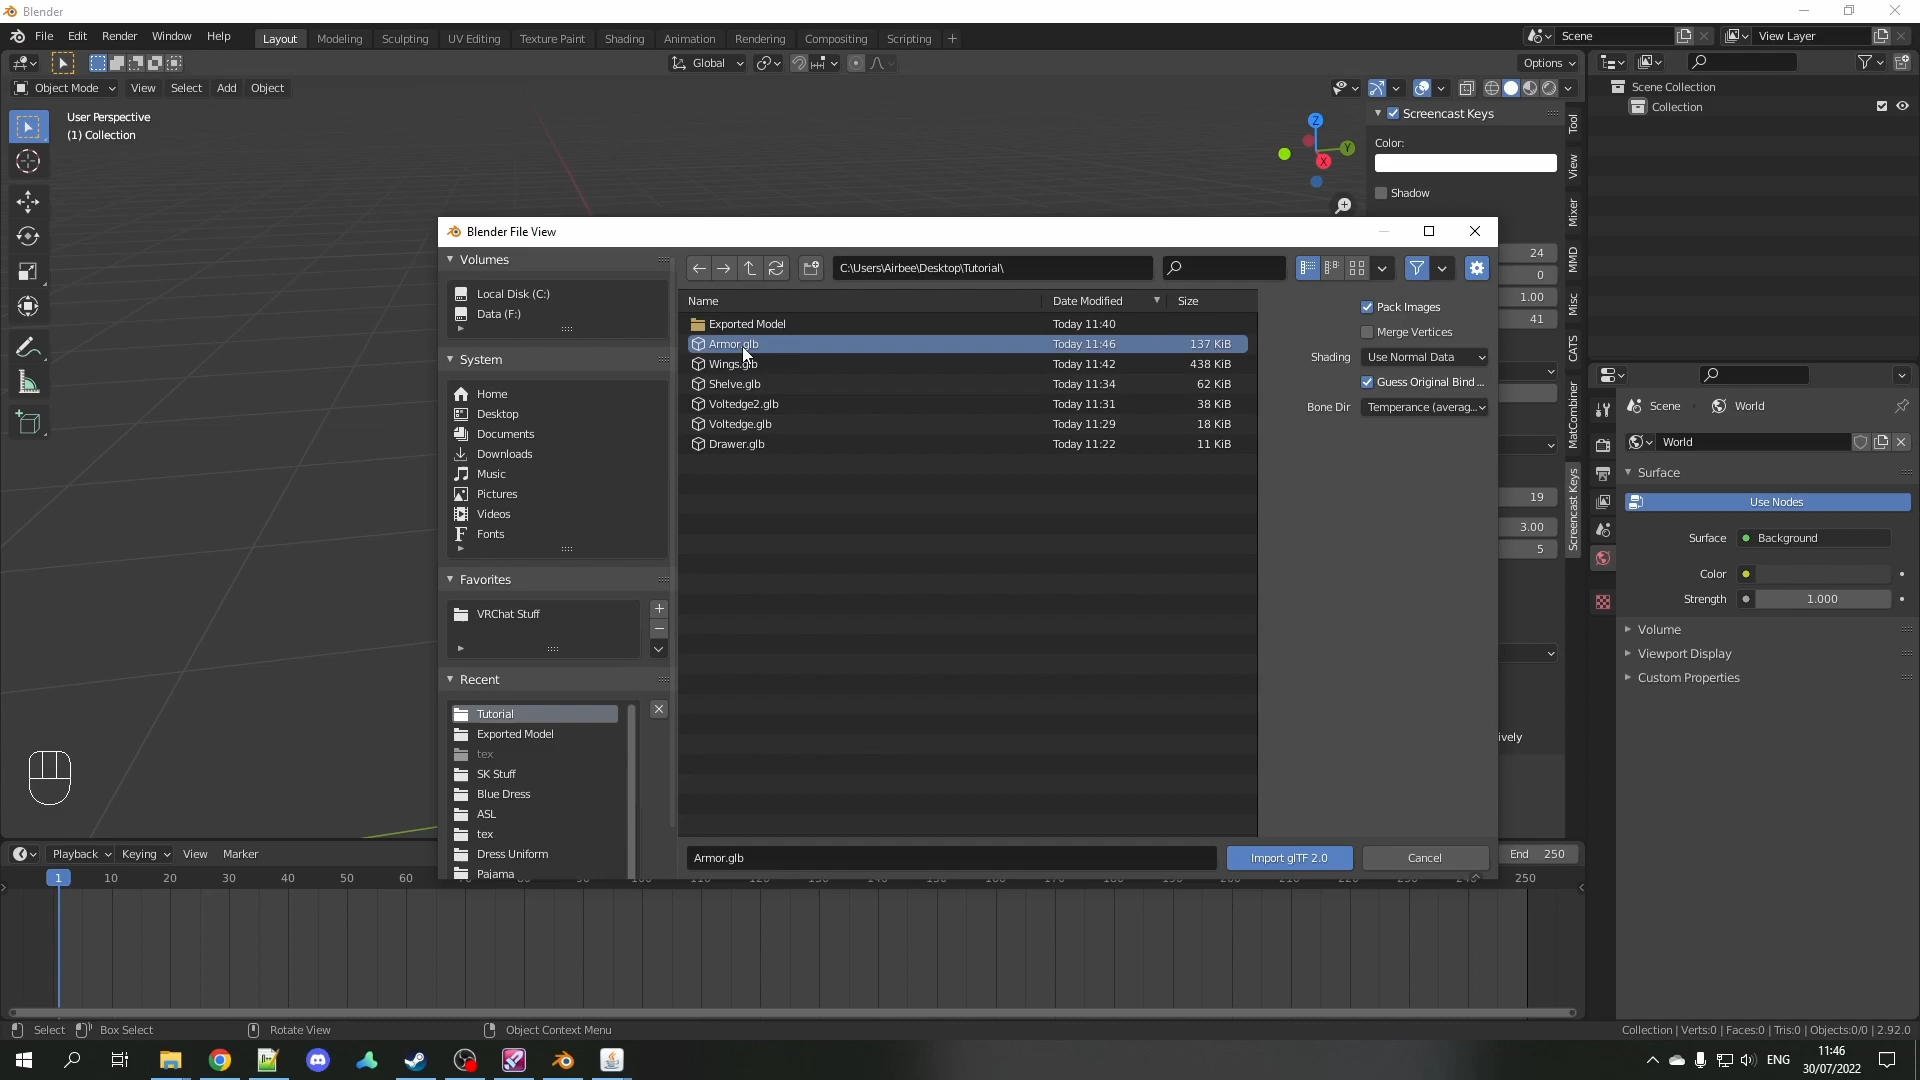 Blender
File Edit Render Window Help
Layout Modeling Sculpting UV Editing Texture Paint Shading Animation Rendering Compositing Scripting +
Scene
View Layer
Global
Options
Object Mode View Select Add Object
User Perspective
(1) Collection
Z
Y
X
Screencast Keys
Color:
Shadow
24
0
1.00
41
19
3.00
5
ively
Tool
View
Mixer
MMD
Misc
CATS
MatCombiner
Screencast Keys
Scene Collection
Collection
Scene World
World
Surface
Use Nodes
Surface Background
Color
Strength 1.000
Volume
Viewport Display
Custom Properties
Blender File View
Volumes
Local Disk (C:)
Data (F:)
System
Home
Desktop
Documents
Downloads
Music
Pictures
Videos
Fonts
Favorites
VRChat Stuff
Recent
Tutorial
Exported Model
tex
SK Stuff
Blue Dress
ASL
tex
Dress Uniform
Pajama
C:\Users\Airbee\Desktop\Tutorial\
Name Date Modified Size
Exported Model Today 11:40
Armor.glb Today 11:46 137 KiB
Wings.glb Today 11:42 438 KiB
Shelve.glb Today 11:34 62 KiB
Voltedge2.glb Today 11:31 38 KiB
Voltedge.glb Today 11:29 18 KiB
Drawer.glb Today 11:22 11 KiB
Pack Images
Merge Vertices
Shading Use Normal Data
Guess Original Bind ...
Bone Dir Temperance (averag...
Armor.glb
Import glTF 2.0
Cancel
Playback Keying View Marker
End 250
1 10 20 30 40 50 60
250
Select Box Select Rotate View Object Context Menu
Collection | Verts:0 | Faces:0 | Tris:0 | Objects:0/0 | 2.92.0
ENG
11:46
30/07/2022